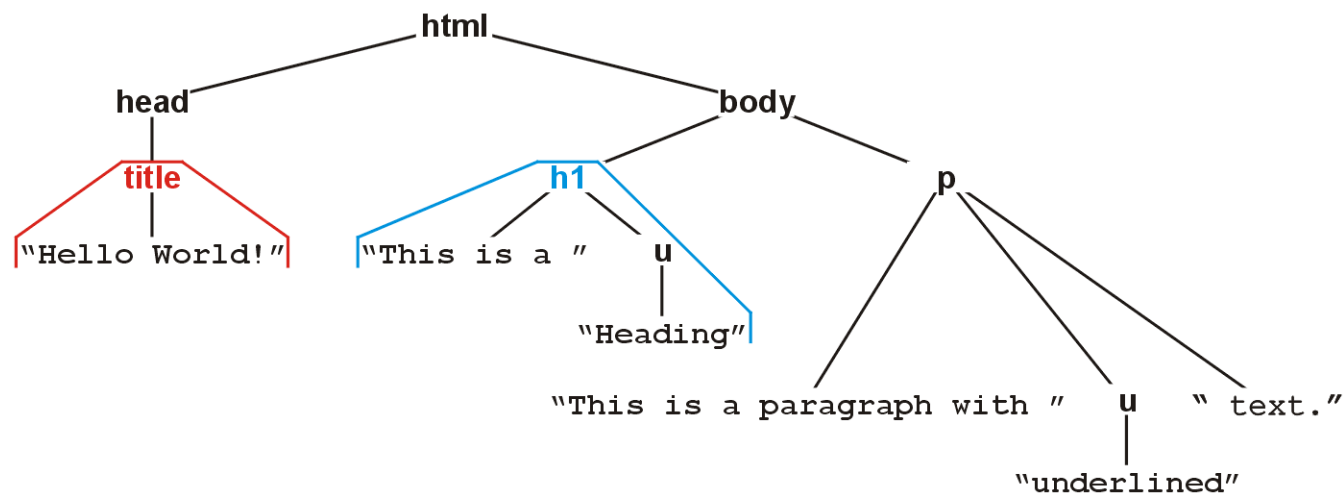 html
head body
title h1 p
“Hello World!” “This is a ” u
“Heading”
“This is a paragraph with ” u “ text.”
“underlined”